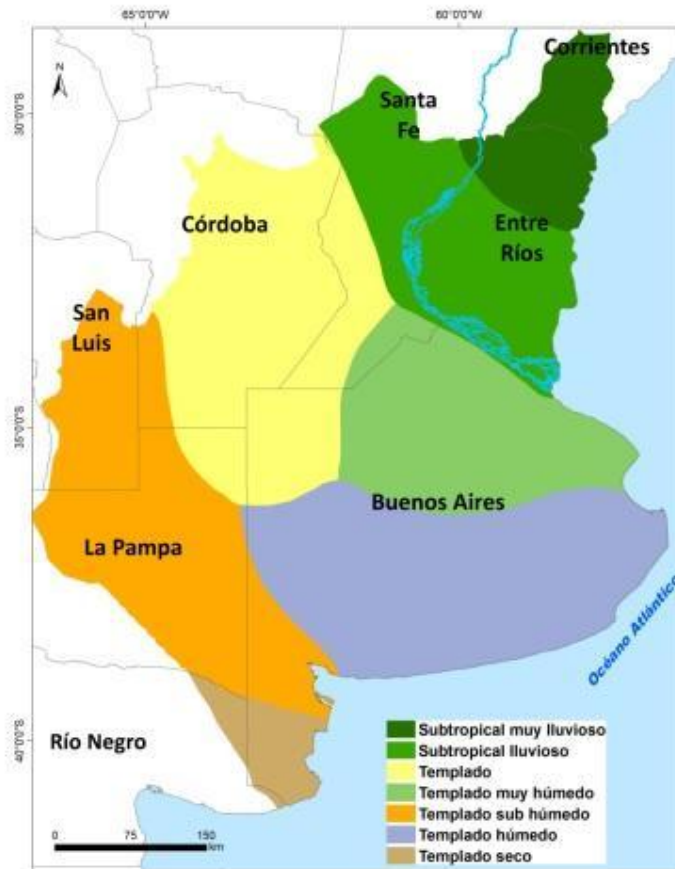 65°0'0"W
60°0'0"W
Corrientes
N
30°0'0"S
Santa
Fe
Córdoba
Entre
Ríos
San
Luis
35°0'0"S
Buenos Aires
La Pampa
Océano Atlántico
Río Negro
40°0'0"S
Subtropical muy lluvioso
Subtropical lluvioso
Templado
Templado muy húmedo
Templado sub húmedo
Templado húmedo
Templado seco
0 75 150
km